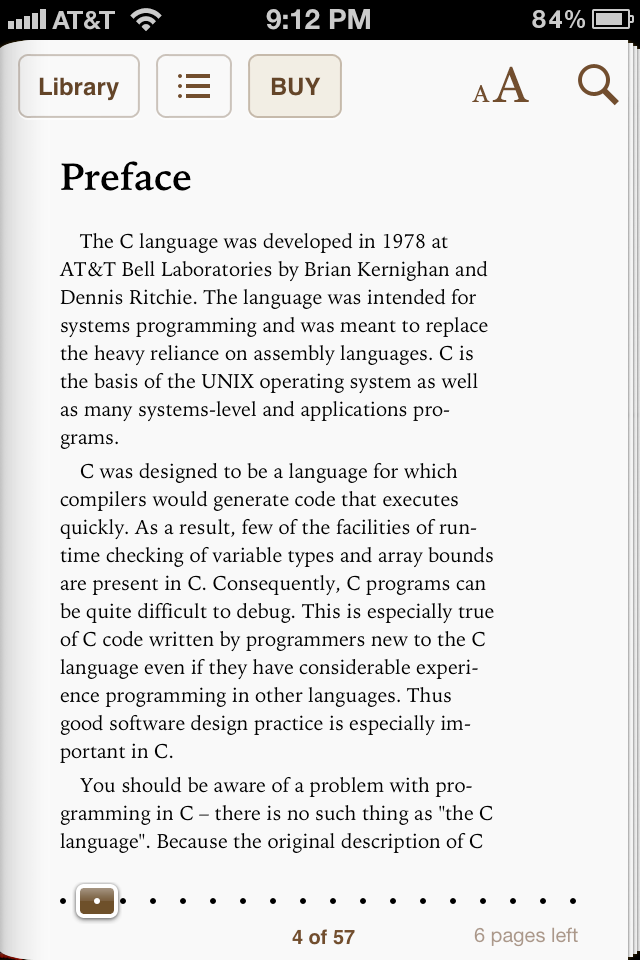 AT&T 9:12 PM 84%
Library BUY AA
Preface
The C language was developed in 1978 at
AT&T Bell Laboratories by Brian Kernighan and
Dennis Ritchie. The language was intended for
systems programming and was meant to replace
the heavy reliance on assembly languages. C is
the basis of the UNIX operating system as well
as many systems-level and applications pro-
grams.
C was designed to be a language for which
compilers would generate code that executes
quickly. As a result, few of the facilities of run-
time checking of variable types and array bounds
are present in C. Consequently, C programs can
be quite difficult to debug. This is especially true
of C code written by programmers new to the C
language even if they have considerable experi-
ence programming in other languages. Thus
good software design practice is especially im-
portant in C.
You should be aware of a problem with pro-
gramming in C – there is no such thing as "the C
language". Because the original description of C
4 of 57 6 pages left